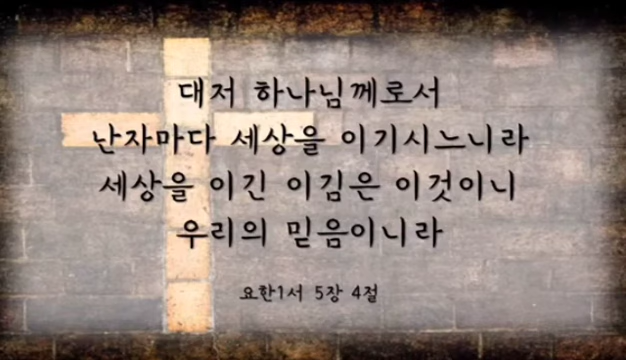 대저 하나님께로서
난자마다 세상을 이기시느니라
세상을 이긴 이김은 이것이니
우리의 믿음이니라
요한1서 5장 4절